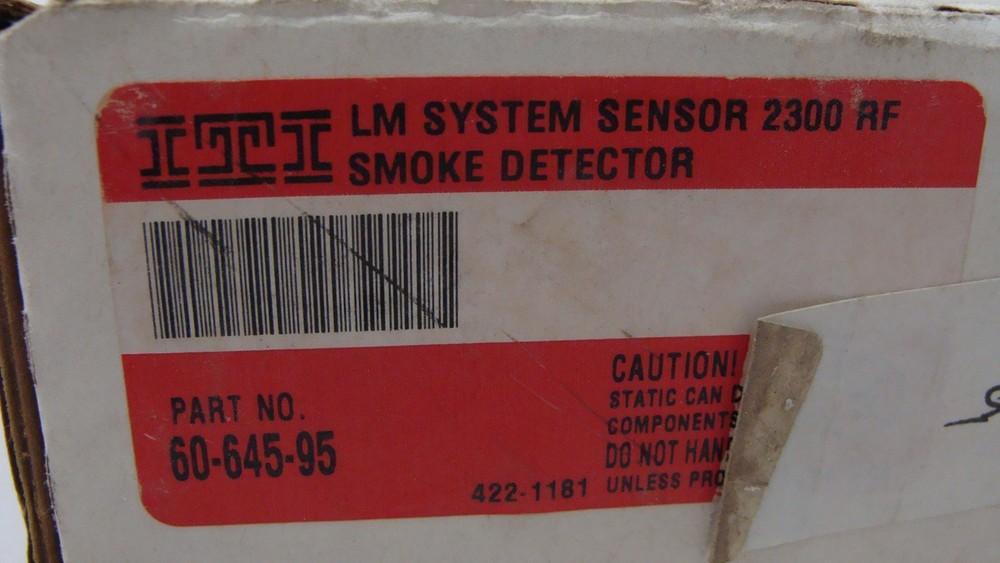 ITI LM SYSTEM SENSOR 2300 RF
SMOKE DETECTOR
PART NO.
60-645-95
422-1181
CAUTION!
STATIC CAN D
COMPONENTS
DO NOT HAN
UNLESS PRO